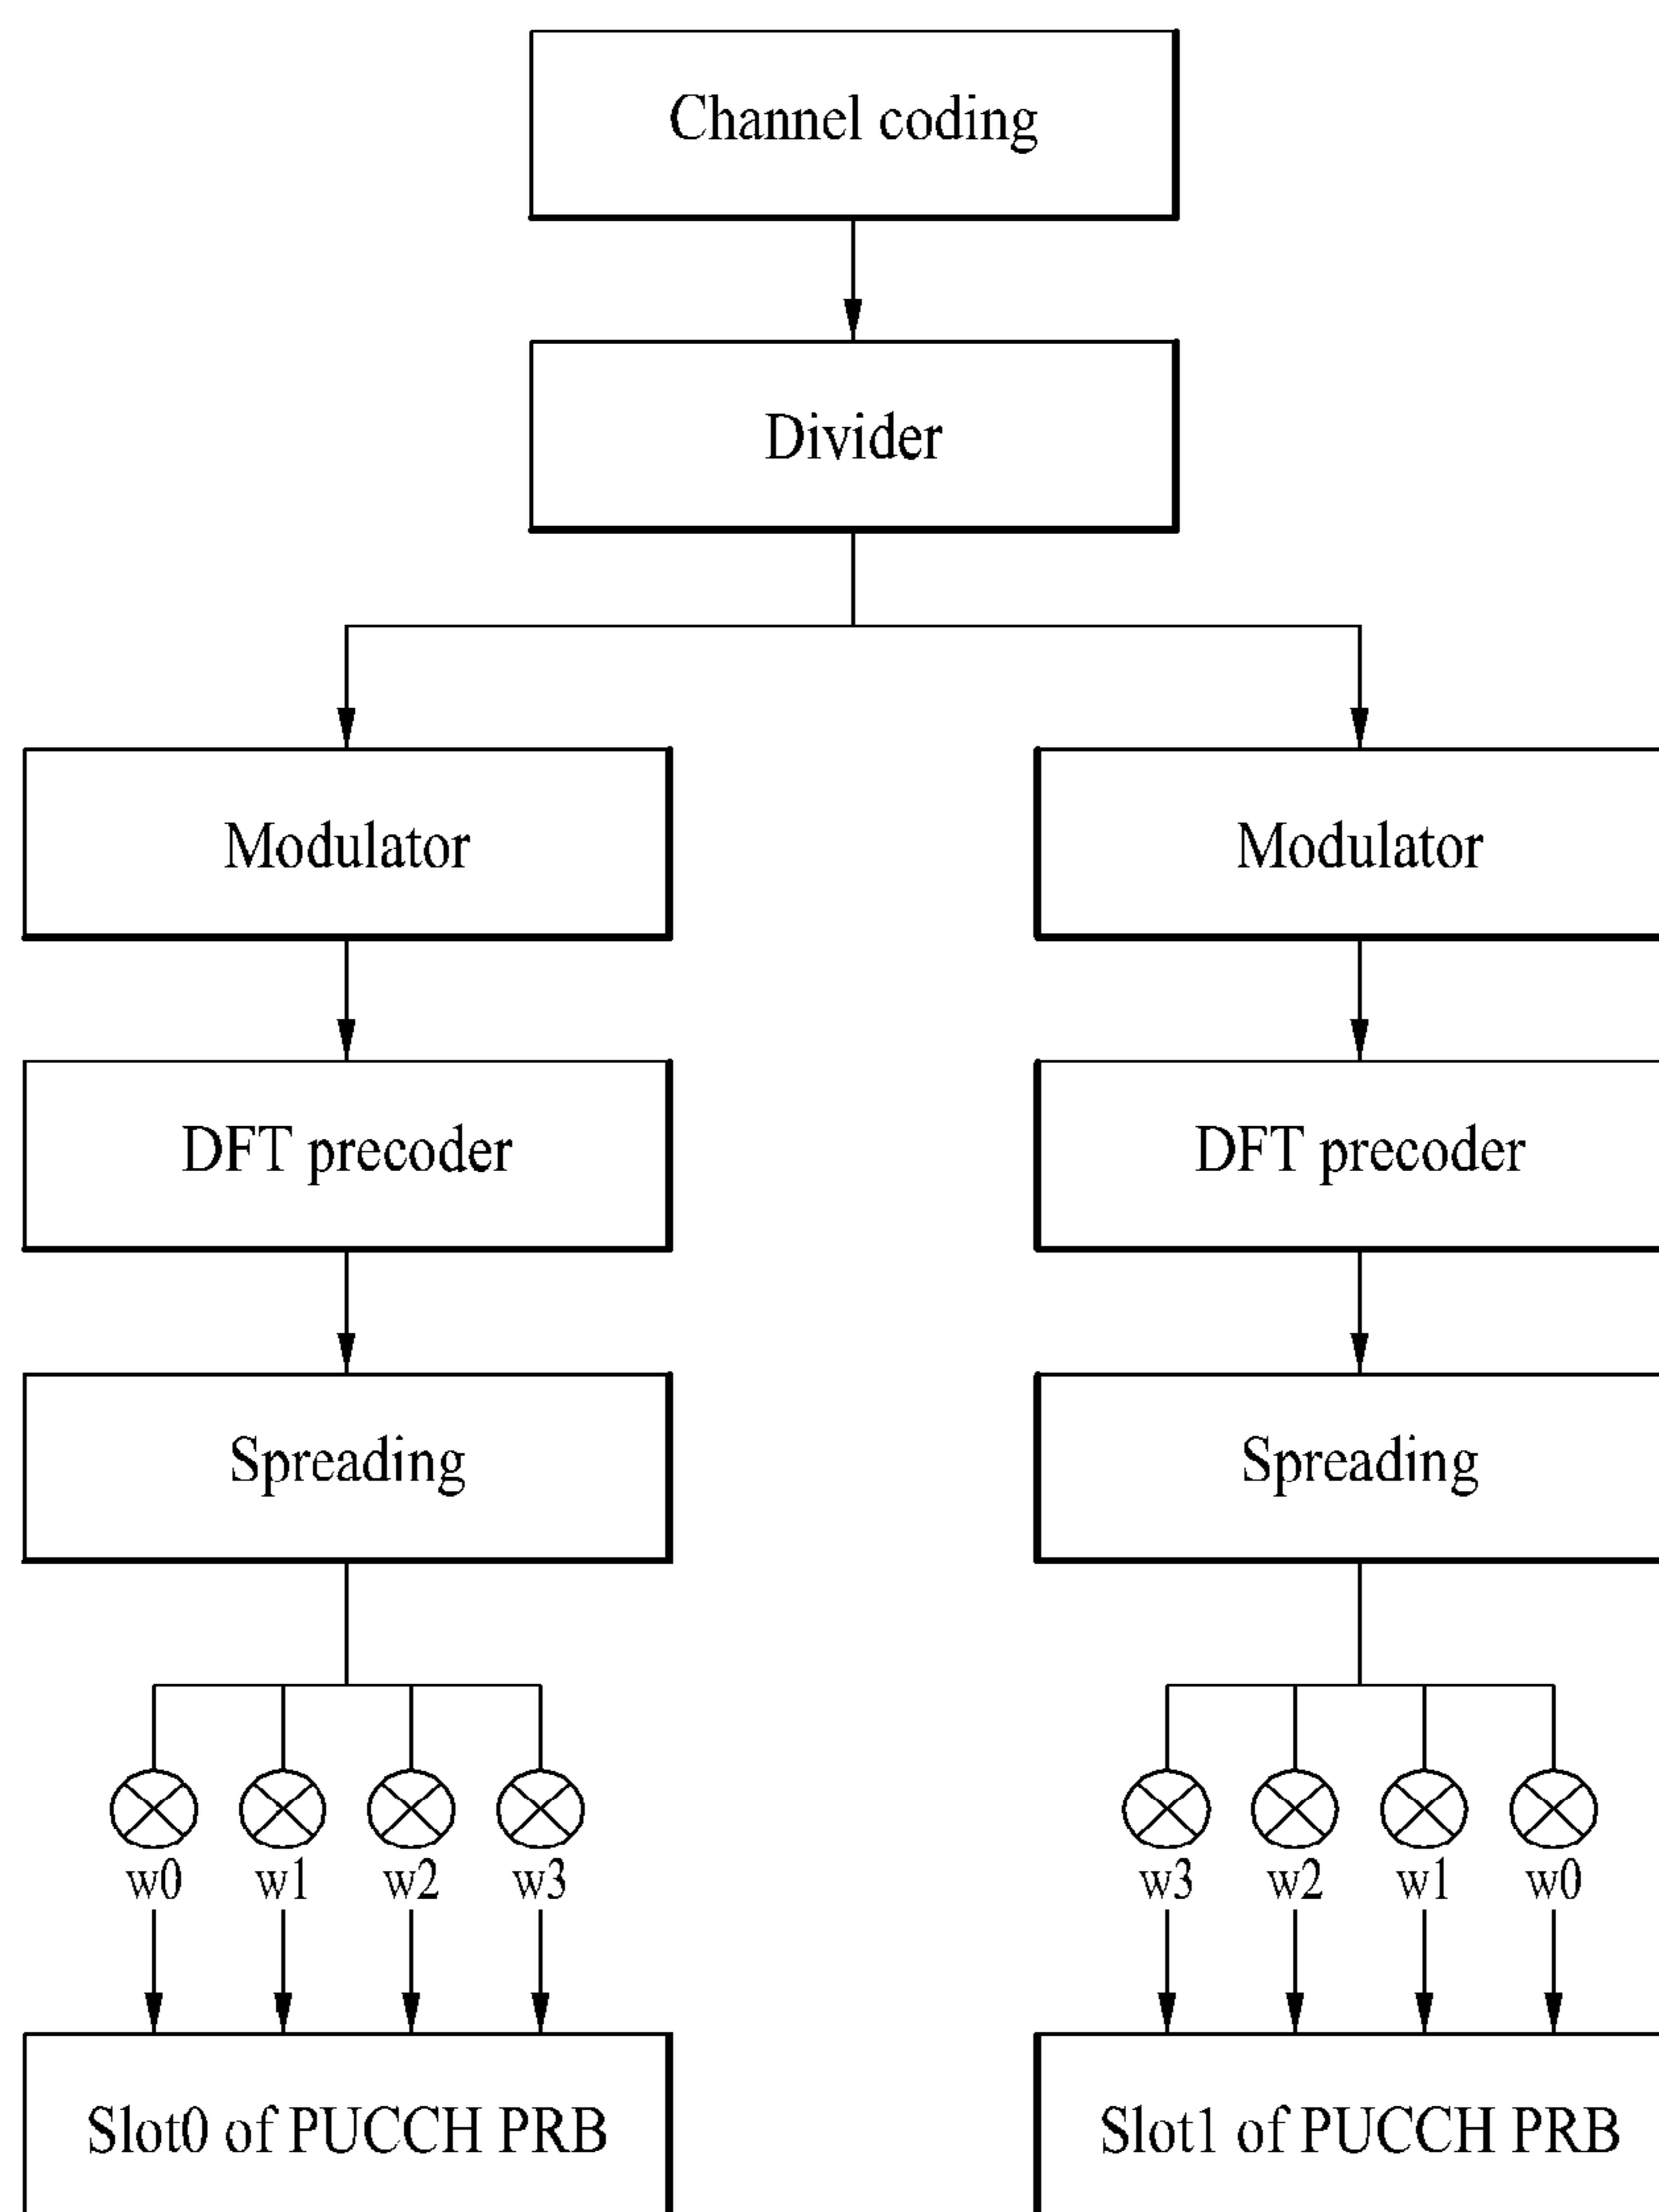 Channel coding
Divider
Modulator Modulator
DFT precoder DFT precoder
Spreading Spreading
w0 w1 w2 w3 w3 w2 w1 w0
Slot0 of PUCCH PRB Slot1 of PUCCH PRB